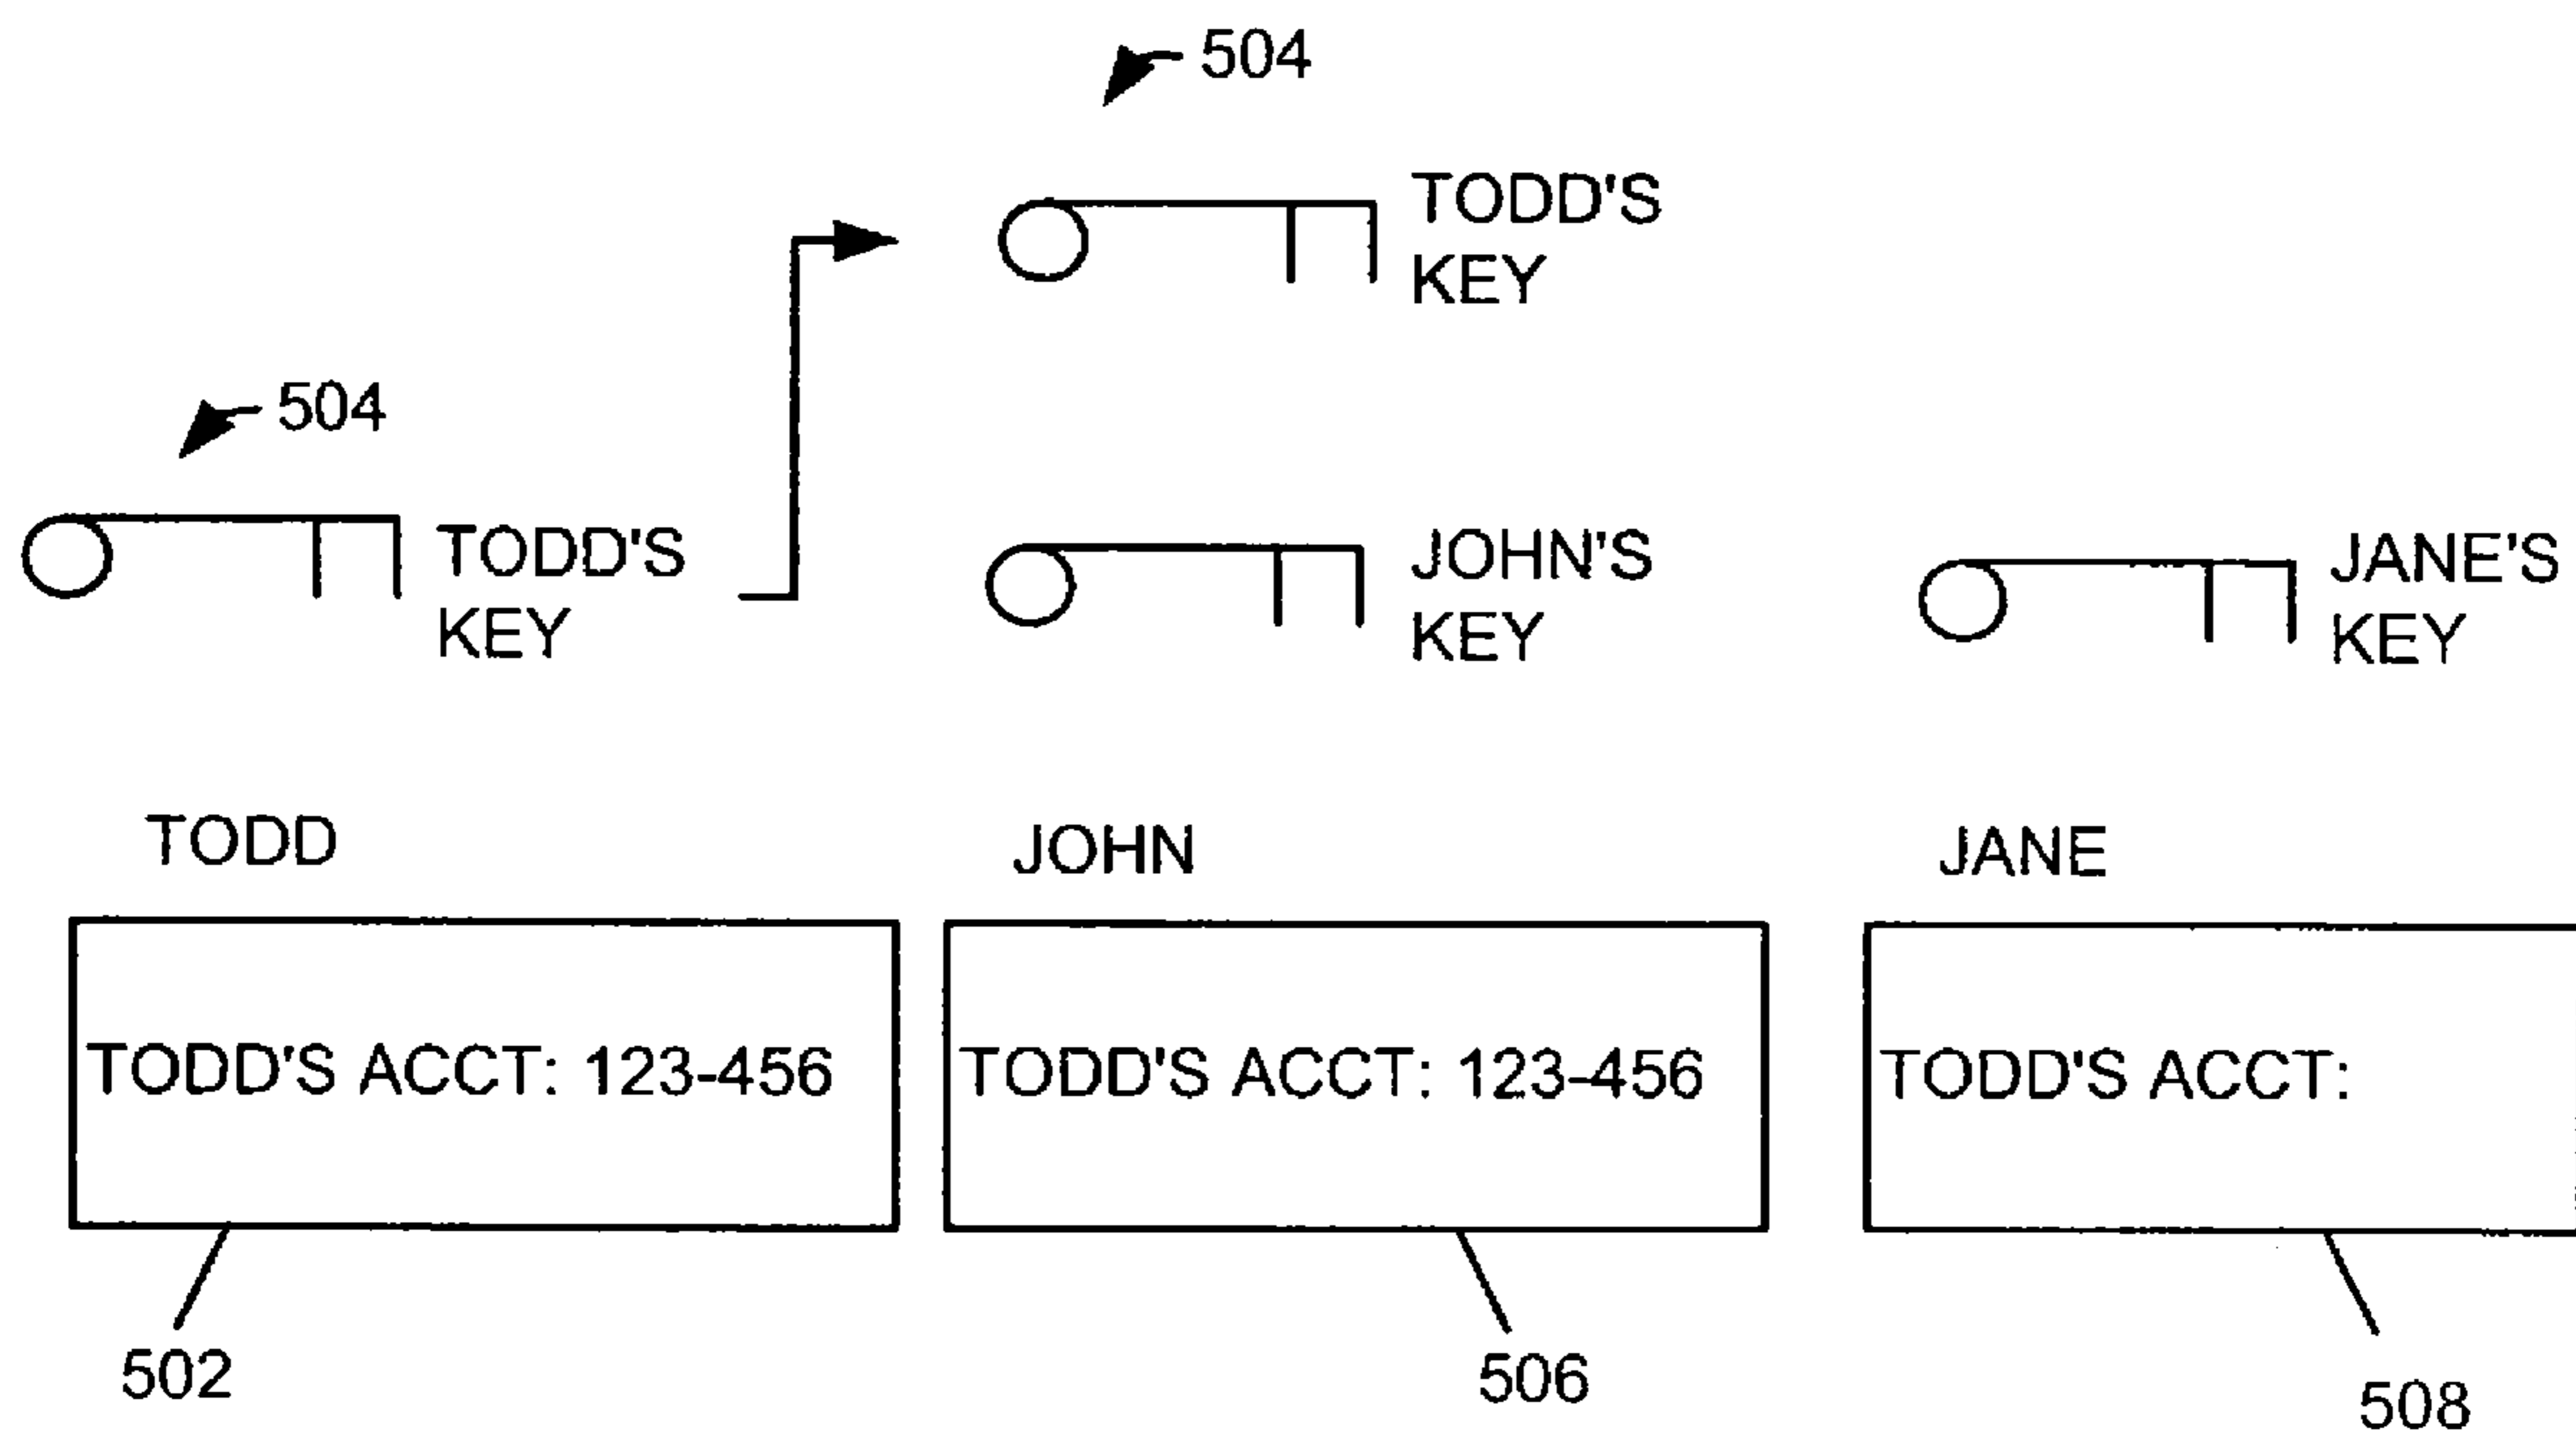 504
TODD'S
KEY
504
TODD'S
KEY
JOHN'S
KEY
JANE'S
KEY
TODD
JOHN
JANE
TODD'S ACCT: 123-456
TODD'S ACCT: 123-456
TODD'S ACCT:
502
506
508